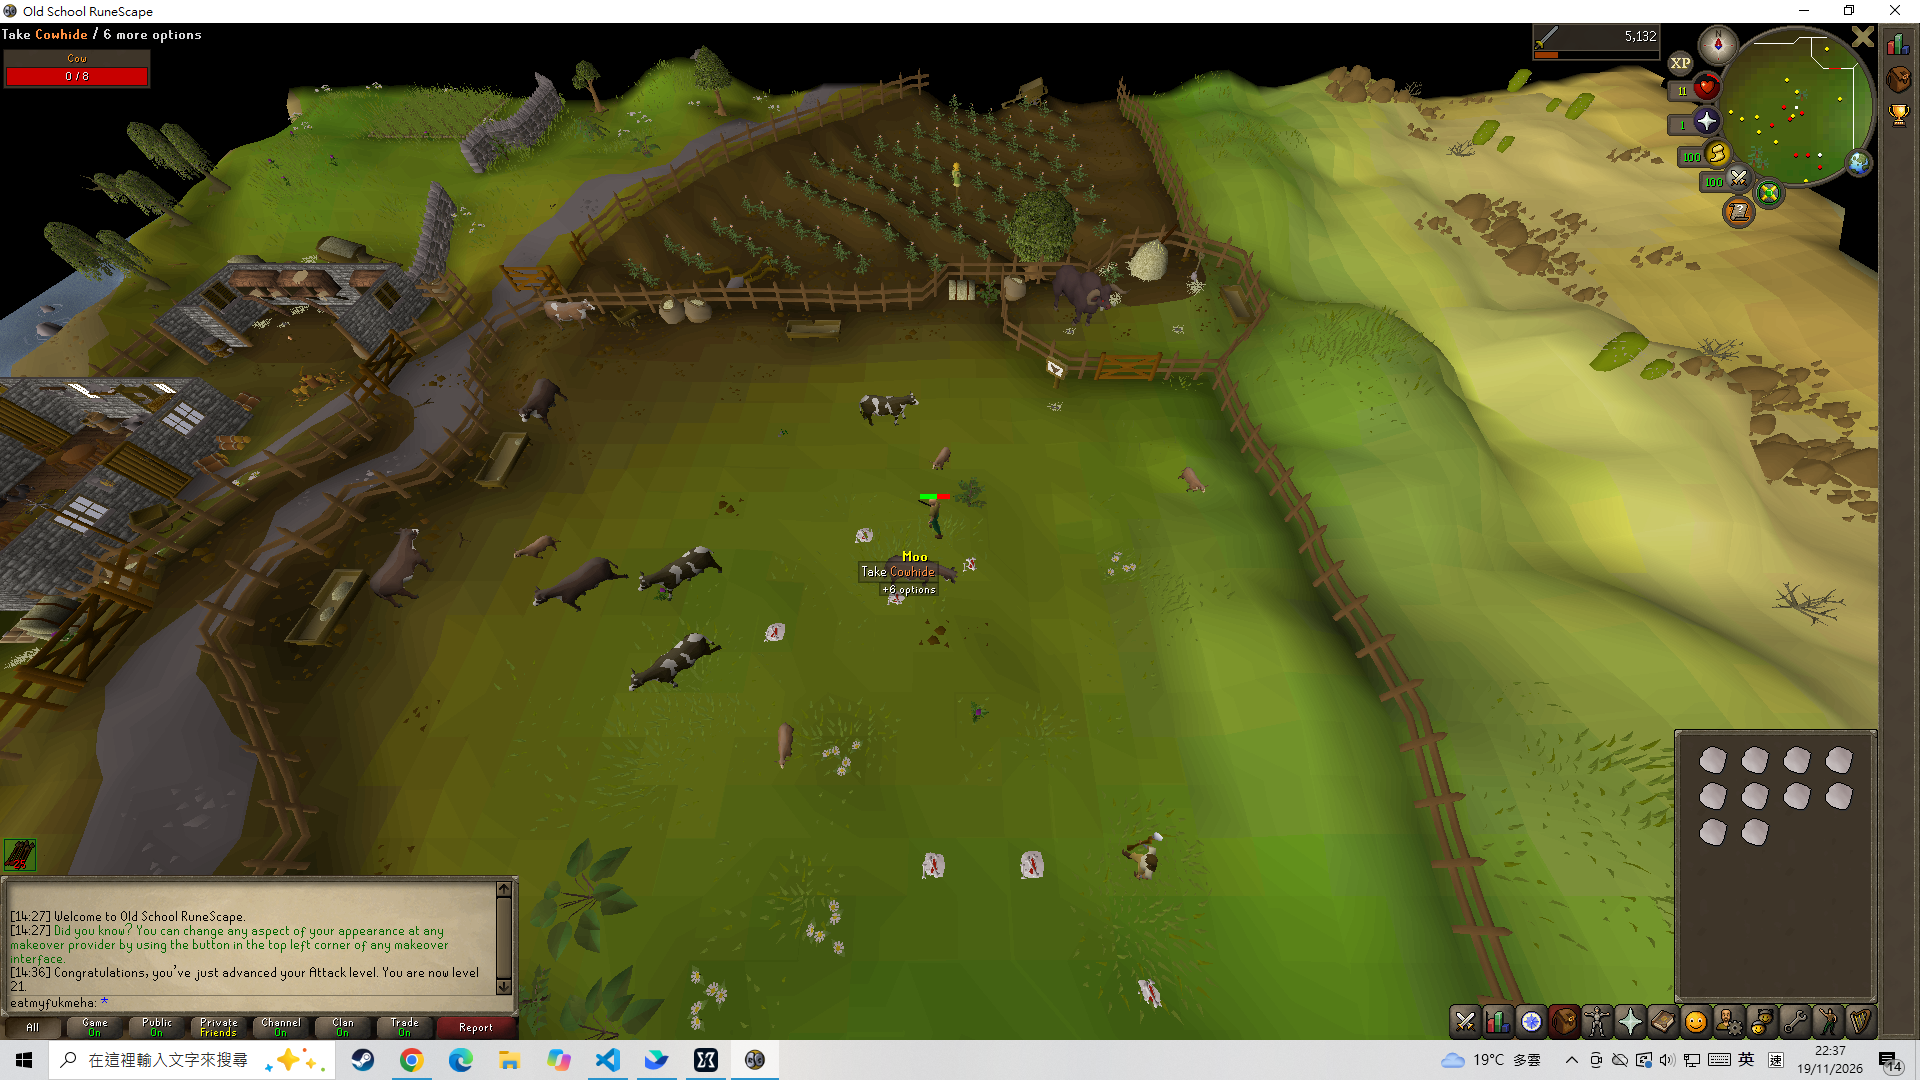 Old School RuneScape
Take Cowhide / 6 more options
Cow
0 / 8
5,132
N
XP
11
1
100
100
Moo
Take Cowhide
+6 options
25
[14:27] Welcome to Old School RuneScape.
[14:27] Did you know? You can change any aspect of your appearance at any
makeover provider by using the button in the top left corner of any makeover
interface.
[14:36] Congratulations, you've just advanced your Attack level. You are now level
21.
eatmyfukmeha: *
All
Game
On
Public
On
Private
Friends
Channel
On
Clan
On
Trade
On
Report
在這裡輸入文字來搜尋
19°C 多雲
英
速
22:37
19/11/2026
14